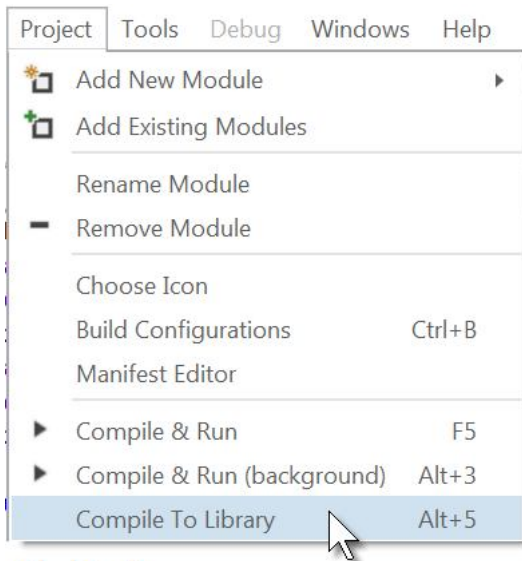 Project Tools Debug Windows Help
Add New Module
Add Existing Modules
Rename Module
Remove Module
Choose Icon
Build Configurations Ctrl+B
Manifest Editor
Compile & Run F5
Compile & Run (background) Alt+3
Compile To Library Alt+5